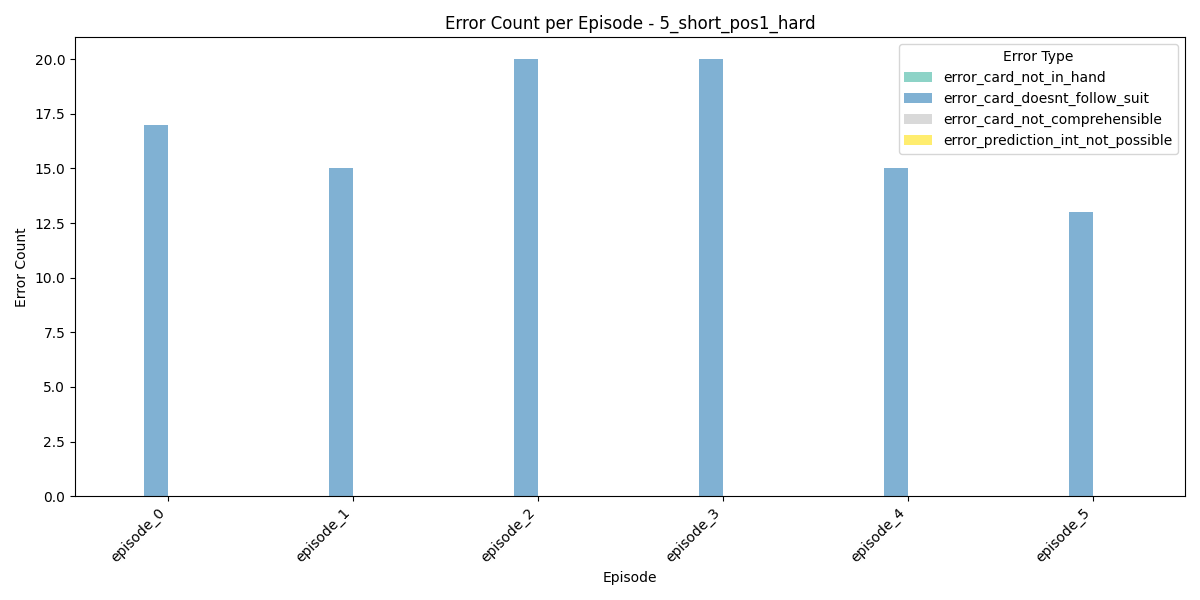 Error Count per Episode - 5_short_pos1_hard
Error Type
error_card_not_in_hand
error_card_doesnt_follow_suit
error_card_not_comprehensible
error_prediction_int_not_possible
Error Count
20.0
17.5
15.0
12.5
10.0
7.5
5.0
2.5
0.0
episode_0
episode_1
episode_2
episode_3
episode_4
episode_5
Episode